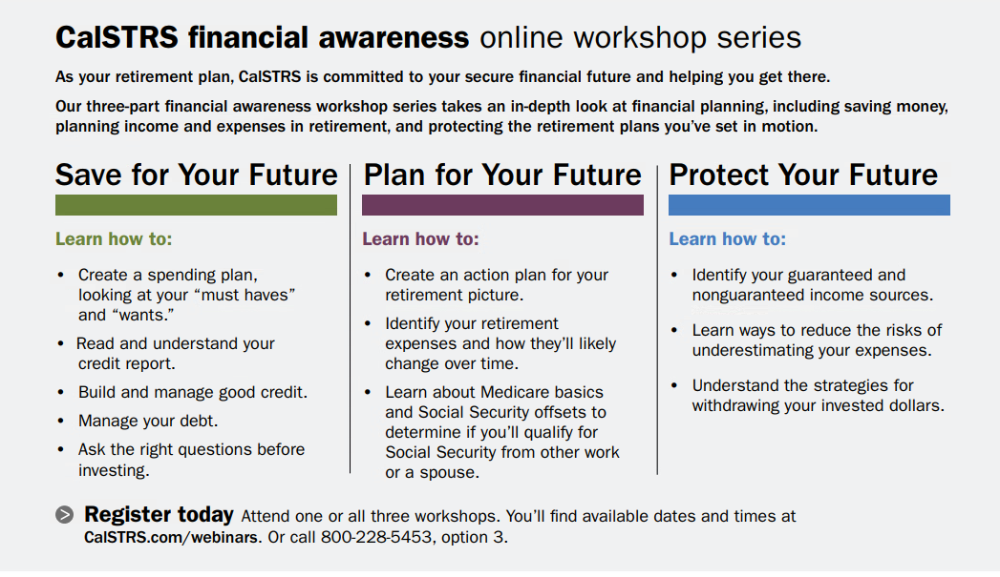 CalSTRS financial awareness online workshop series
As your retirement plan, CalSTRS is committed to your secure financial future and helping you get there.
Our three-part financial awareness workshop series takes an in-depth look at financial planning, including saving money,
planning income and expenses in retirement, and protecting the retirement plans you’ve set in motion.
Save for Your Future
Learn how to:
• Create a spending plan,
looking at your “must haves”
and “wants.”
• Read and understand your
credit report.
• Build and manage good credit.
• Manage your debt.
• Ask the right questions before
investing.
Plan for Your Future
Learn how to:
• Create an action plan for your
retirement picture.
• Identify your retirement
expenses and how they’ll likely
change over time.
• Learn about Medicare basics
and Social Security offsets to
determine if you’ll qualify for
Social Security from other work
or a spouse.
Protect Your Future
Learn how to:
• Identify your guaranteed and
nonguaranteed income sources.
• Learn ways to reduce the risks of
underestimating your expenses.
• Understand the strategies for
withdrawing your invested dollars.
Register today Attend one or all three workshops. You’ll find available dates and times at
CalSTRS.com/webinars. Or call 800-228-5453, option 3.